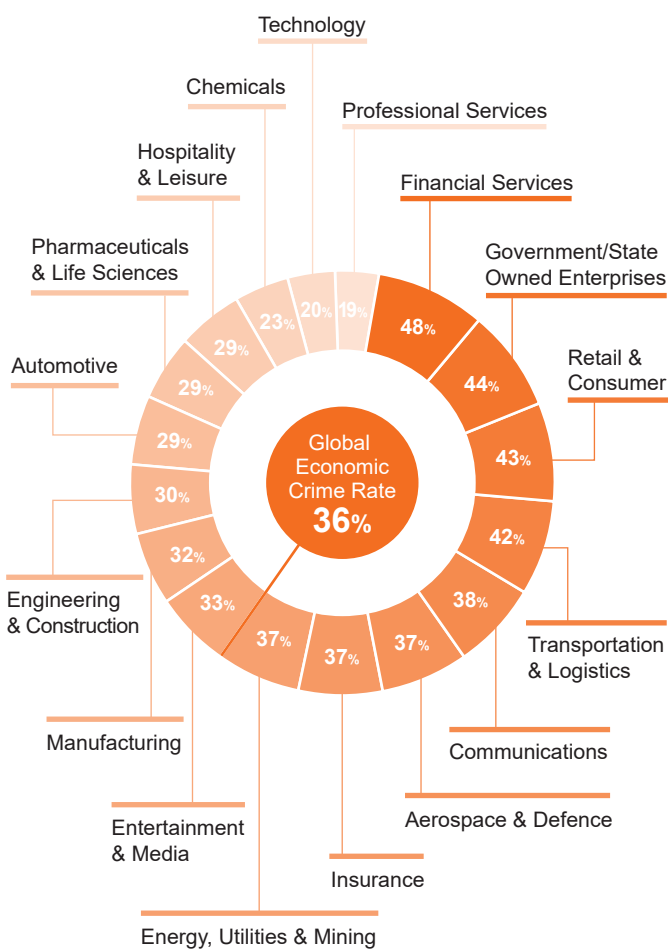 Technology
Chemicals
Professional Services
Hospitality
& Leisure
Financial Services
Pharmaceuticals
& Life Sciences
Government/State
Owned Enterprises
Automotive
Retail &
Consumer
19%
20%
23%
29%
29%
29%
30%
32%
33%
48%
44%
43%
42%
38%
37%
37%
37%
Global
Economic
Crime Rate
36%
Engineering
& Construction
Transportation
& Logistics
Manufacturing
Communications
Entertainment
& Media
Aerospace & Defence
Insurance
Energy, Utilities & Mining